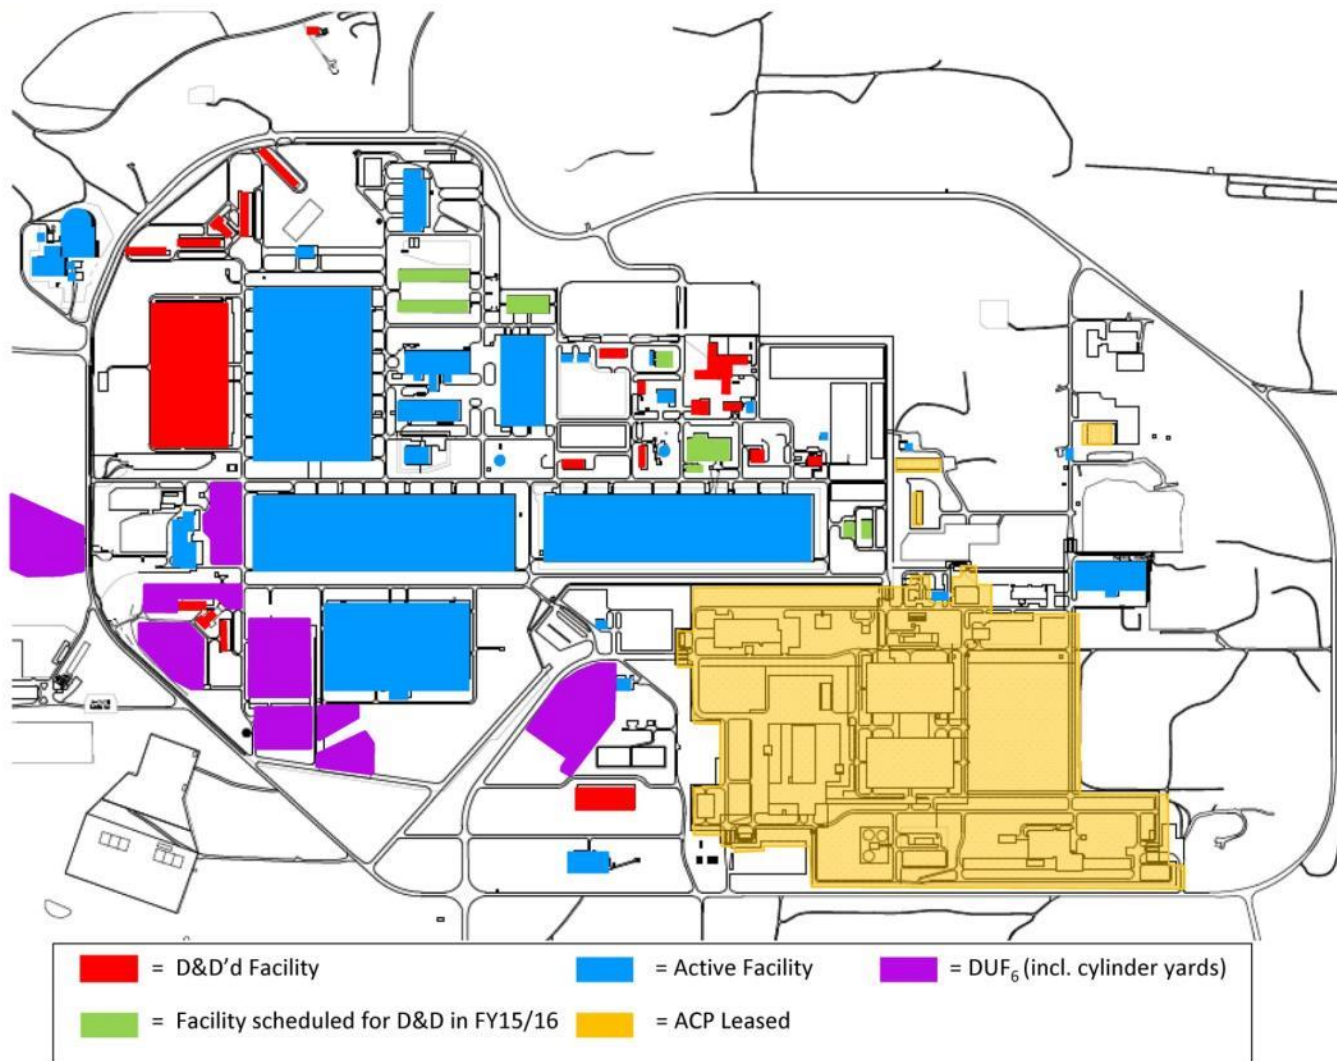 = D&D'd Facility = Active Facility = DUF₆ (incl. cylinder yards)
= Facility scheduled for D&D in FY15/16 = ACP Leased